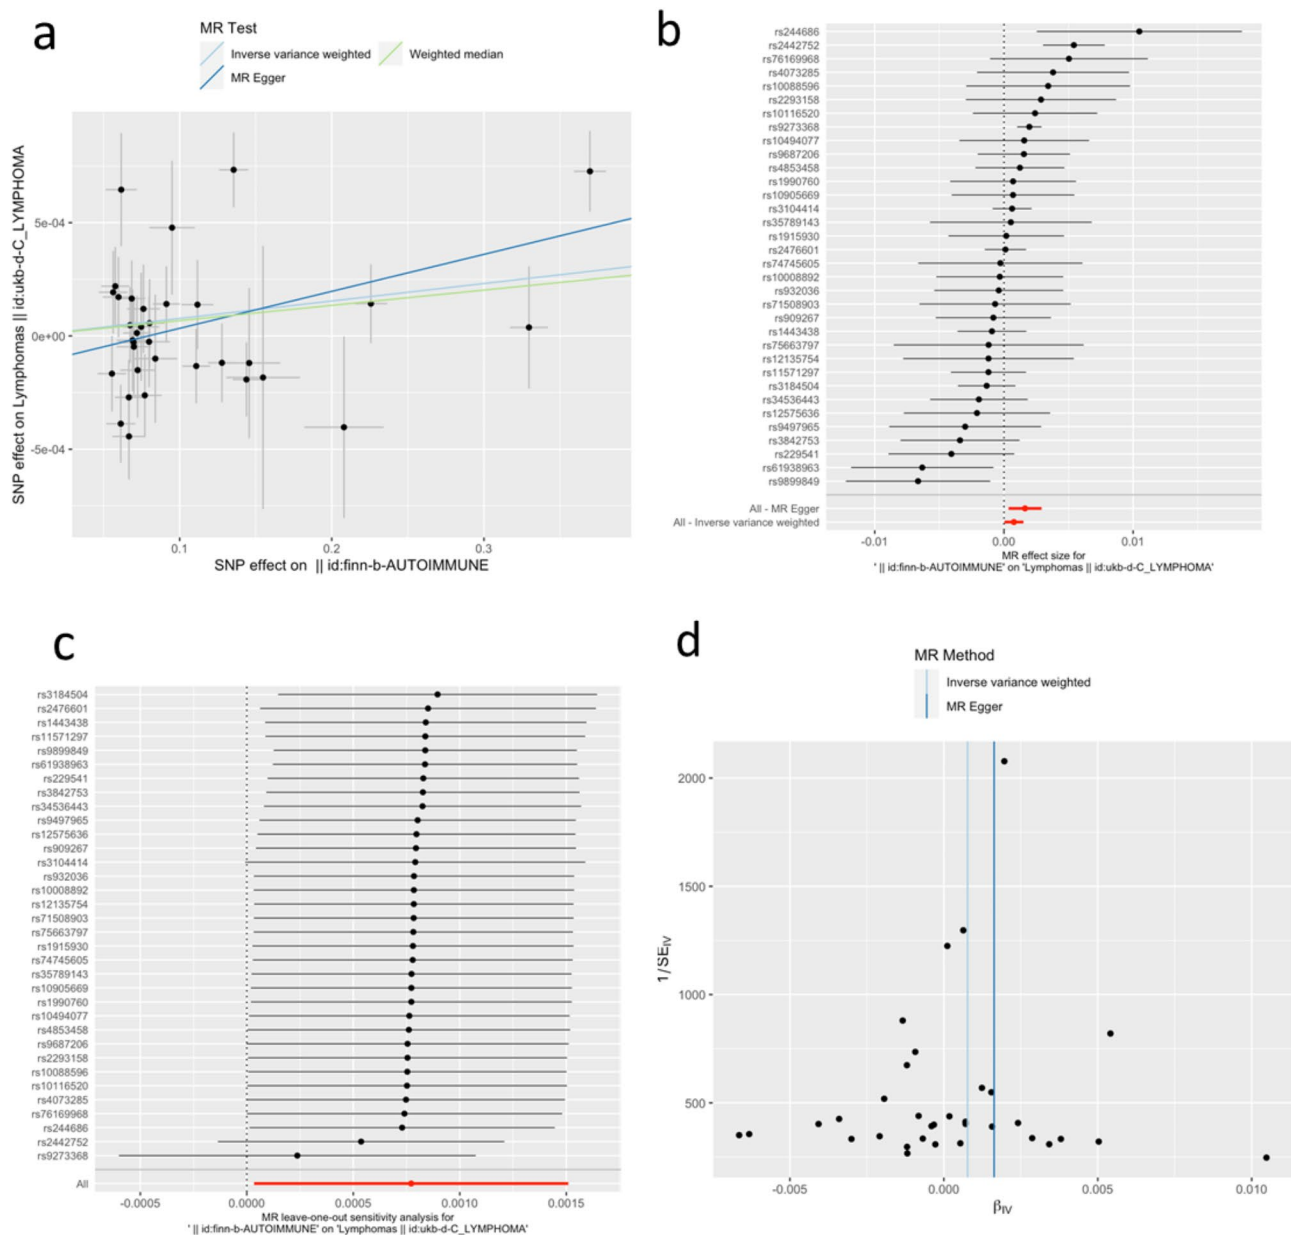 a
MR Test
Inverse variance weighted
Weighted median
MR Egger
SNP effect on Lymphomas || id:ukb-d-C_LYMPHOMA
5e-04
0e+00
-5e-04
0.1
0.2
0.3
SNP effect on || id:finn-b-AUTOIMMUNE
b
rs244686
rs2442752
rs76169968
rs4073285
rs10088596
rs2293158
rs10116520
rs9273368
rs10494077
rs9687206
rs4853458
rs1990760
rs10905669
rs3104414
rs35789143
rs1915930
rs2476601
rs74745605
rs10008892
rs932036
rs71508903
rs909267
rs1443438
rs75663797
rs12135754
rs11571297
rs3184504
rs34536443
rs12575636
rs9497965
rs3842753
rs229541
rs61938963
rs9899849
All - MR Egger
All - Inverse variance weighted
-0.01
0.00
0.01
MR effect size for
' || id:finn-b-AUTOIMMUNE' on 'Lymphomas || id:ukb-d-C_LYMPHOMA'
c
rs3184504
rs2476601
rs1443438
rs11571297
rs9899849
rs61938963
rs229541
rs3842753
rs34536443
rs9497965
rs12575636
rs909267
rs3104414
rs932036
rs10008892
rs12135754
rs71508903
rs75663797
rs1915930
rs74745605
rs35789143
rs10905669
rs1990760
rs10494077
rs4853458
rs9687206
rs2293158
rs10088596
rs10116520
rs4073285
rs76169968
rs244686
rs2442752
rs9273368
All
-0.0005
0.0000
0.0005
0.0010
0.0015
MR leave-one-out sensitivity analysis for
' || id:finn-b-AUTOIMMUNE' on 'Lymphomas || id:ukb-d-C_LYMPHOMA'
d
MR Method
Inverse variance weighted
MR Egger
1/SE_IV
2000
1500
1000
500
-0.005
0.000
0.005
0.010
β_IV